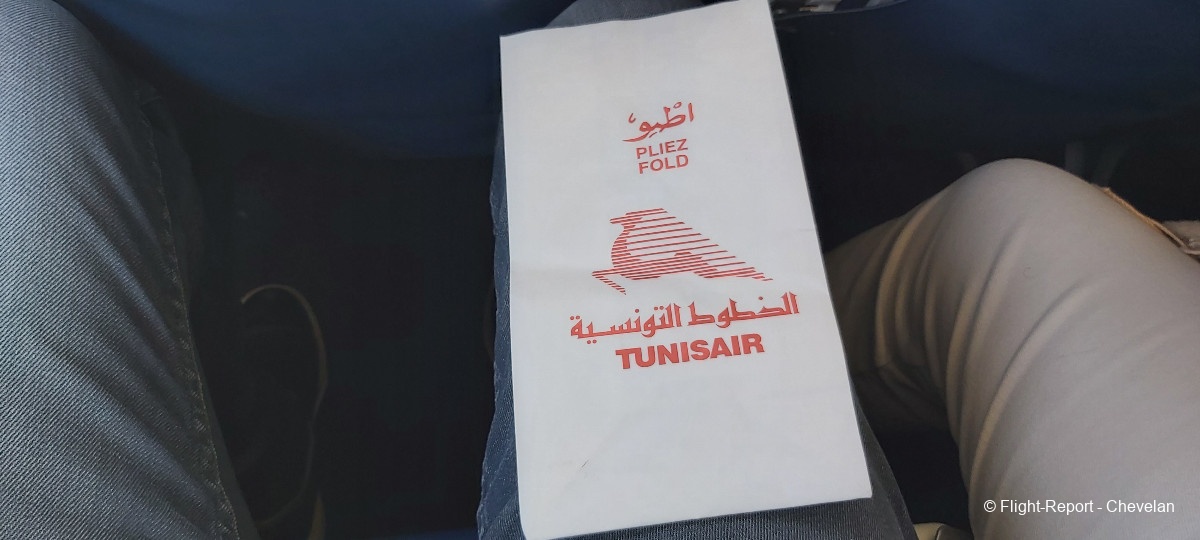 اطْبِو
PLIEZ
FOLD
الخطوط التونسية
TUNISAIR
© Flight-Report - Chevelan